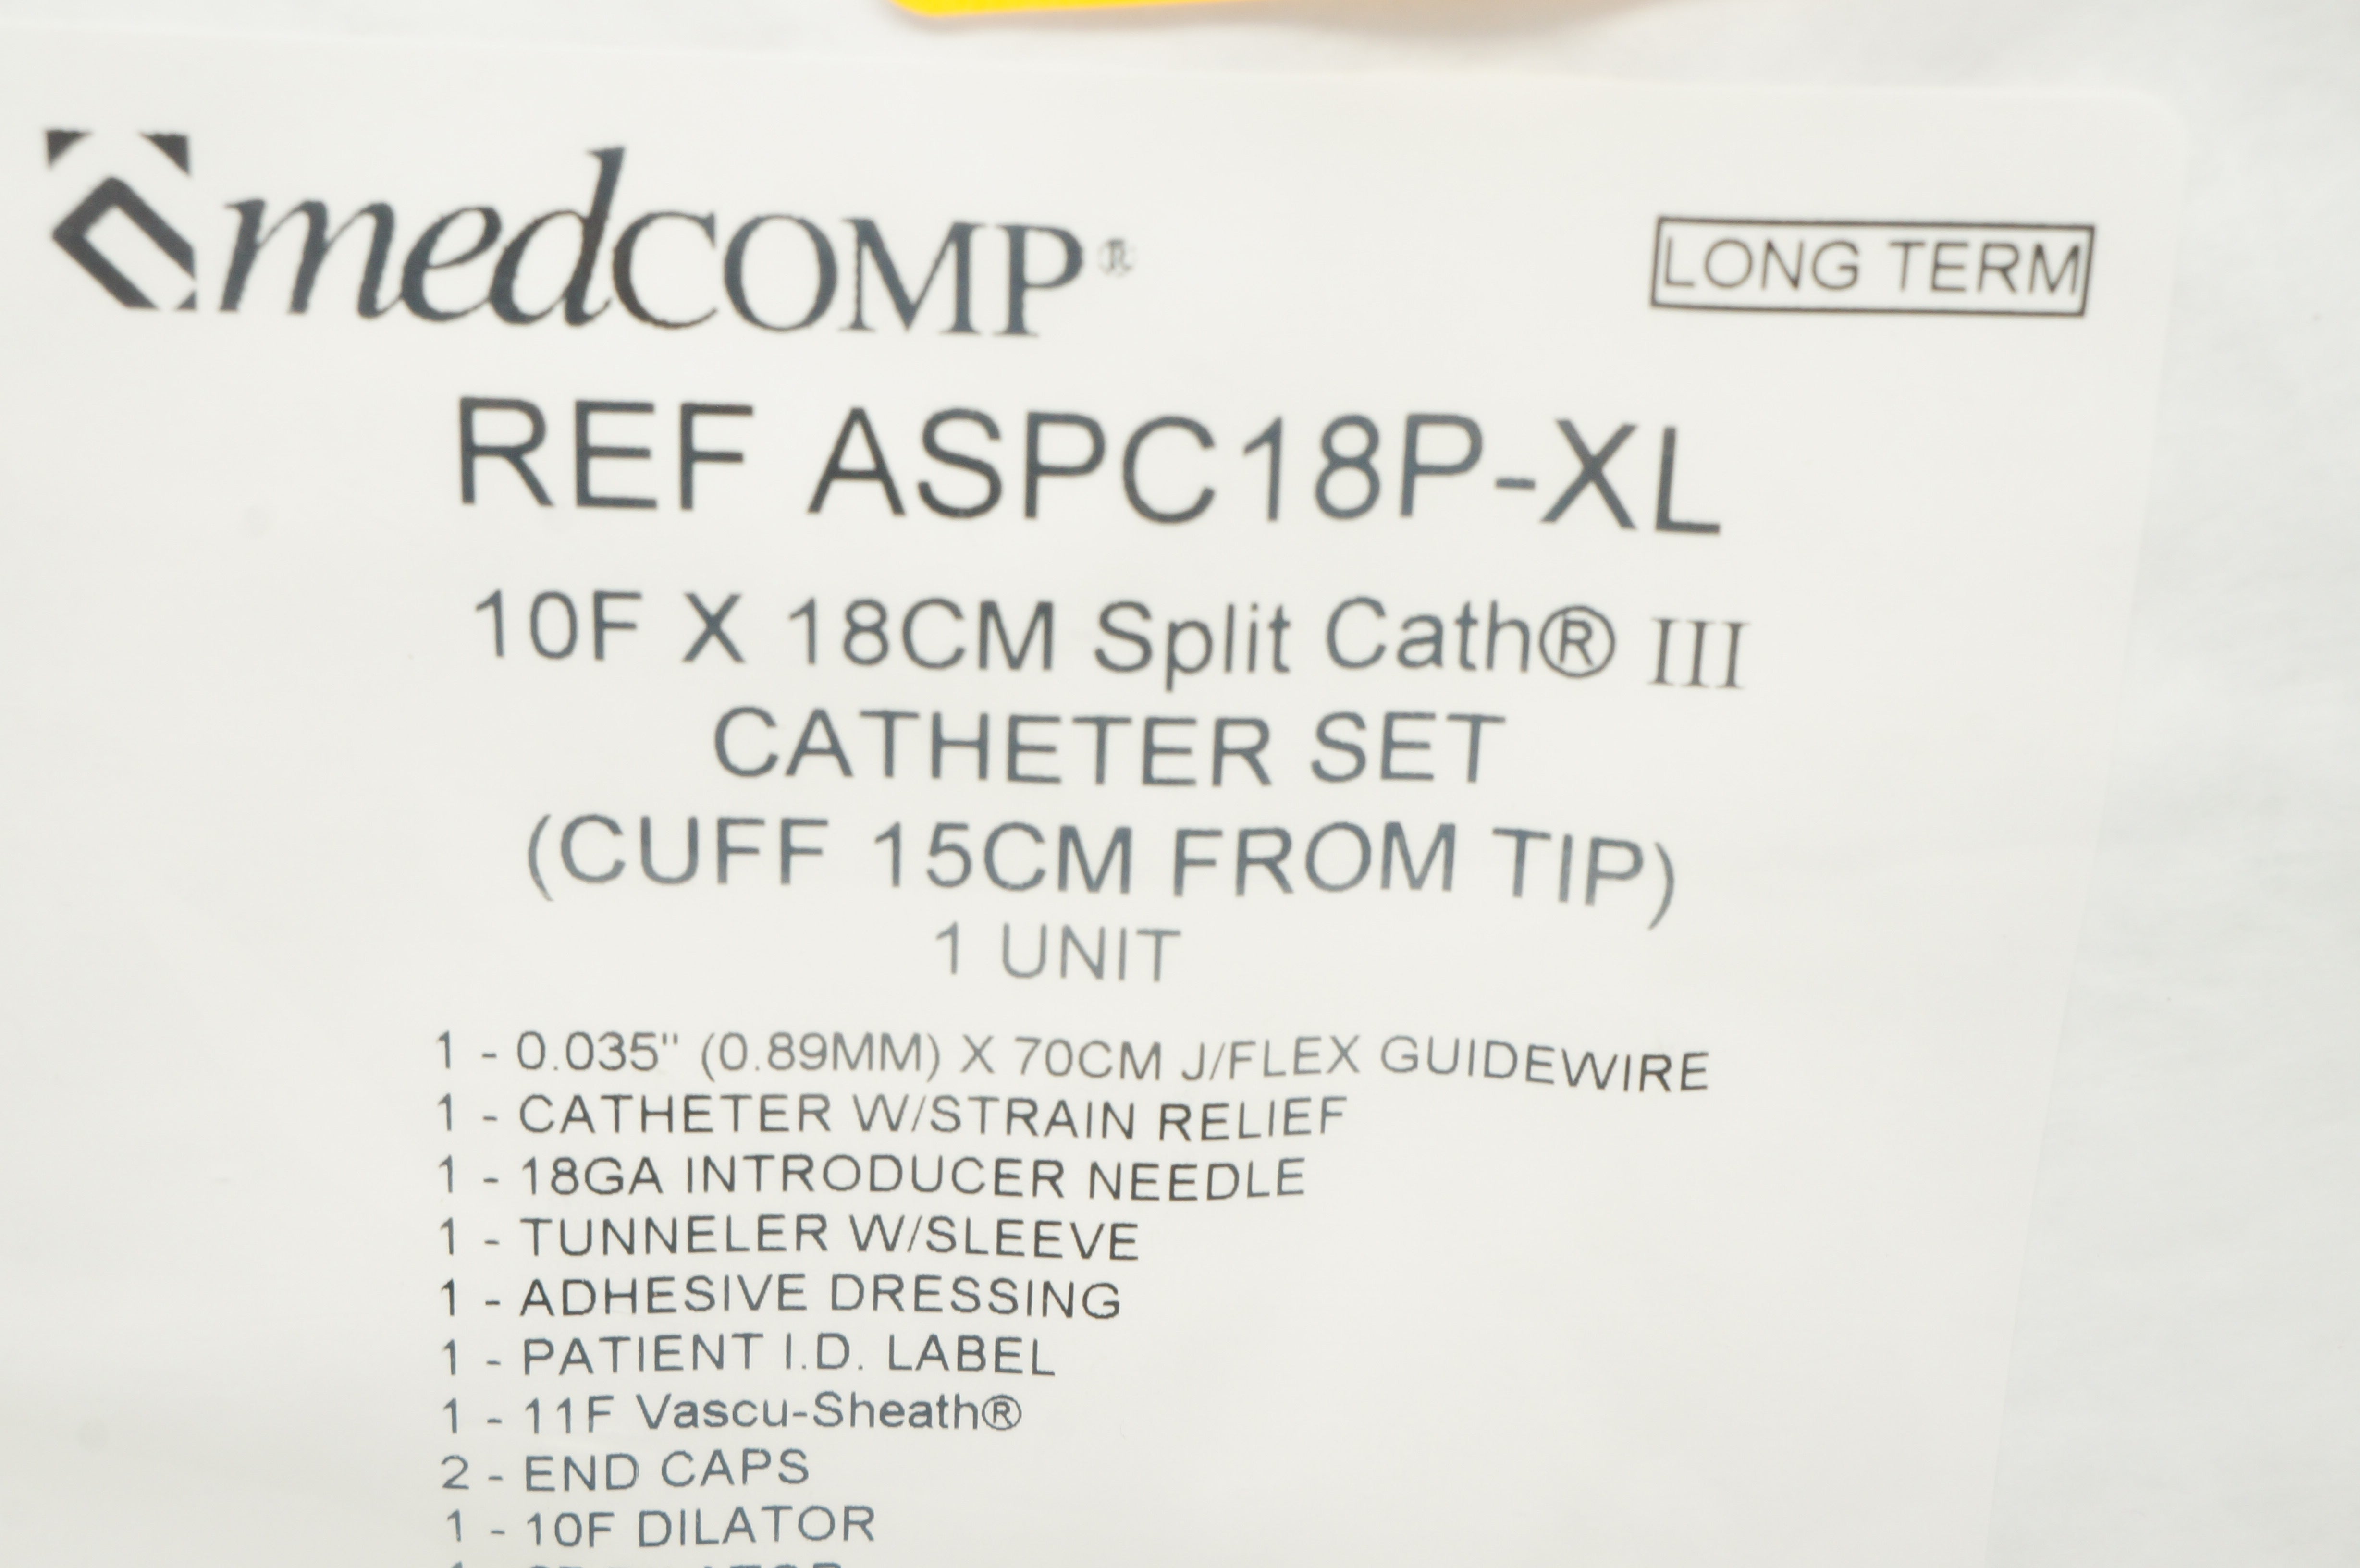 medCOMP®
LONG TERM
REF ASPC18P-XL
10F X 18CM Split Cath® III
CATHETER SET
(CUFF 15CM FROM TIP)
1 UNIT
1 - 0.035" (0.89MM) X 70CM J/FLEX GUIDEWIRE
1 - CATHETER W/STRAIN RELIEF
1 - 18GA INTRODUCER NEEDLE
1 - TUNNELER W/SLEEVE
1 - ADHESIVE DRESSING
1 - PATIENT I.D. LABEL
1 - 11F Vascu-Sheath®
2 - END CAPS
1 - 10F DILATOR